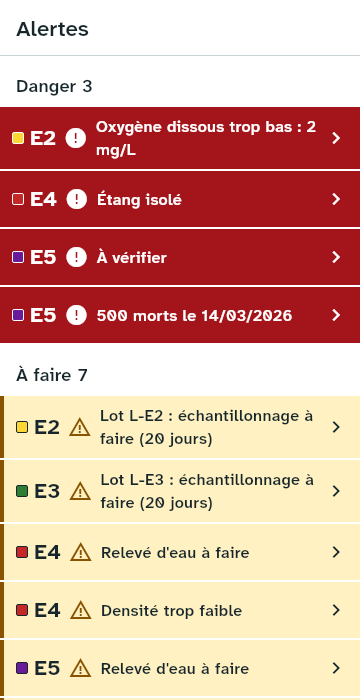 Alertes
Danger 3
E2 Oxygène dissous trop bas : 2
mg/L
E4 Étang isolé
E5 À vérifier
E5 500 morts le 14/03/2026
À faire 7
E2 Lot L-E2 : échantillonnage à
faire (20 jours)
E3 Lot L-E3 : échantillonnage à
faire (20 jours)
E4 Relevé d'eau à faire
E4 Densité trop faible
E5 Relevé d'eau à faire